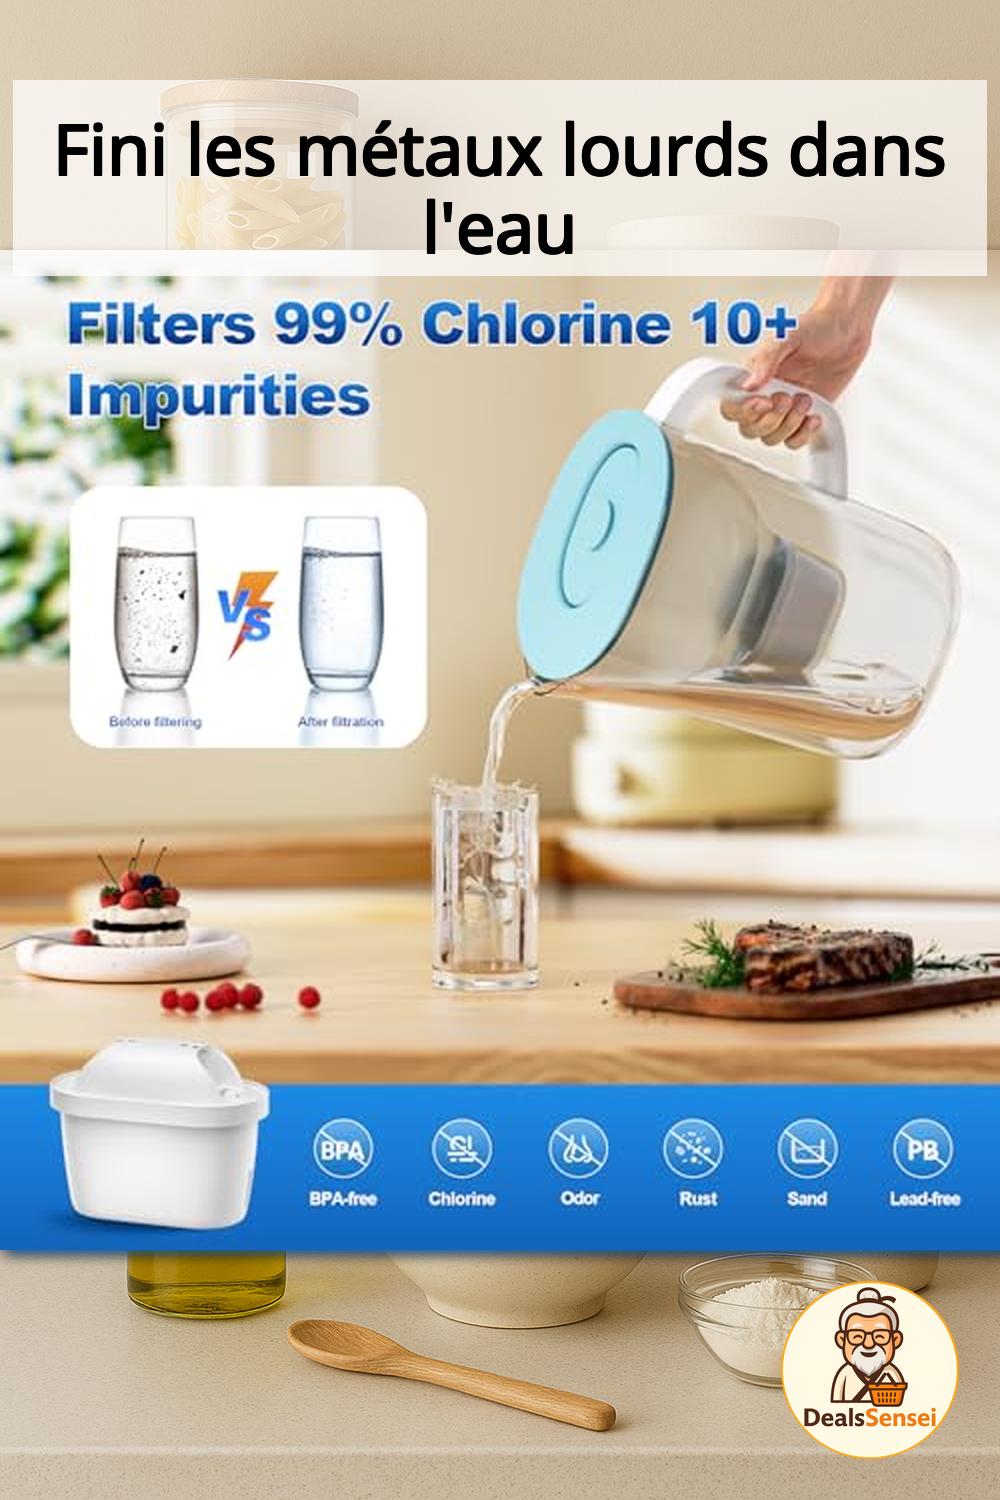 Fini les métaux lourds dans
l'eau
Filters 99% Chlorine 10+
Impurities
VS
Before filtering
After filtration
BPA
CL
PB
BPA-free
Chlorine
Odor
Rust
Sand
Lead-free
DealsSensei